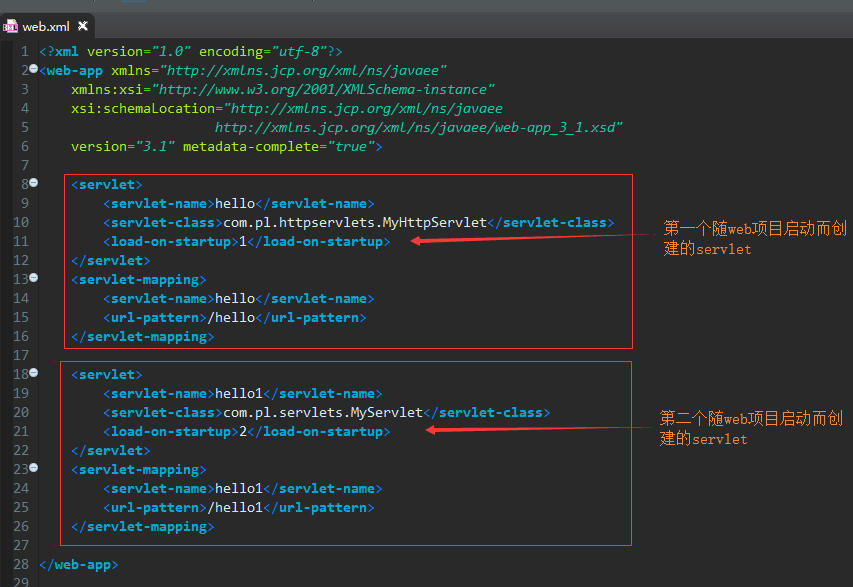 web.xml
1 <?xml version="1.0" encoding="utf-8"?>
2 <web-app xmlns="http://xmlns.jcp.org/xml/ns/javaee"
3 xmlns:xsi="http://www.w3.org/2001/XMLSchema-instance"
4 xsi:schemaLocation="http://xmlns.jcp.org/xml/ns/javaee
5 http://xmlns.jcp.org/xml/ns/javaee/web-app_3_1.xsd"
6 version="3.1" metadata-complete="true">
7
8 <servlet>
9 <servlet-name>hello</servlet-name>
10 <servlet-class>com.pl.httpservlets.MyHttpServlet</servlet-class>
11 <load-on-startup>1</load-on-startup>
12 </servlet>
13 <servlet-mapping>
14 <servlet-name>hello</servlet-name>
15 <url-pattern>/hello</url-pattern>
16 </servlet-mapping>
17
第一个随web项目启动而创
建的servlet
18 <servlet>
19 <servlet-name>hello1</servlet-name>
20 <servlet-class>com.pl.servlets.MyServlet</servlet-class>
21 <load-on-startup>2</load-on-startup>
22 </servlet>
23 <servlet-mapping>
24 <servlet-name>hello1</servlet-name>
25 <url-pattern>/hello1</url-pattern>
26 </servlet-mapping>
27
第二个随web项目启动而创
建的servlet
28 </web-app>
29